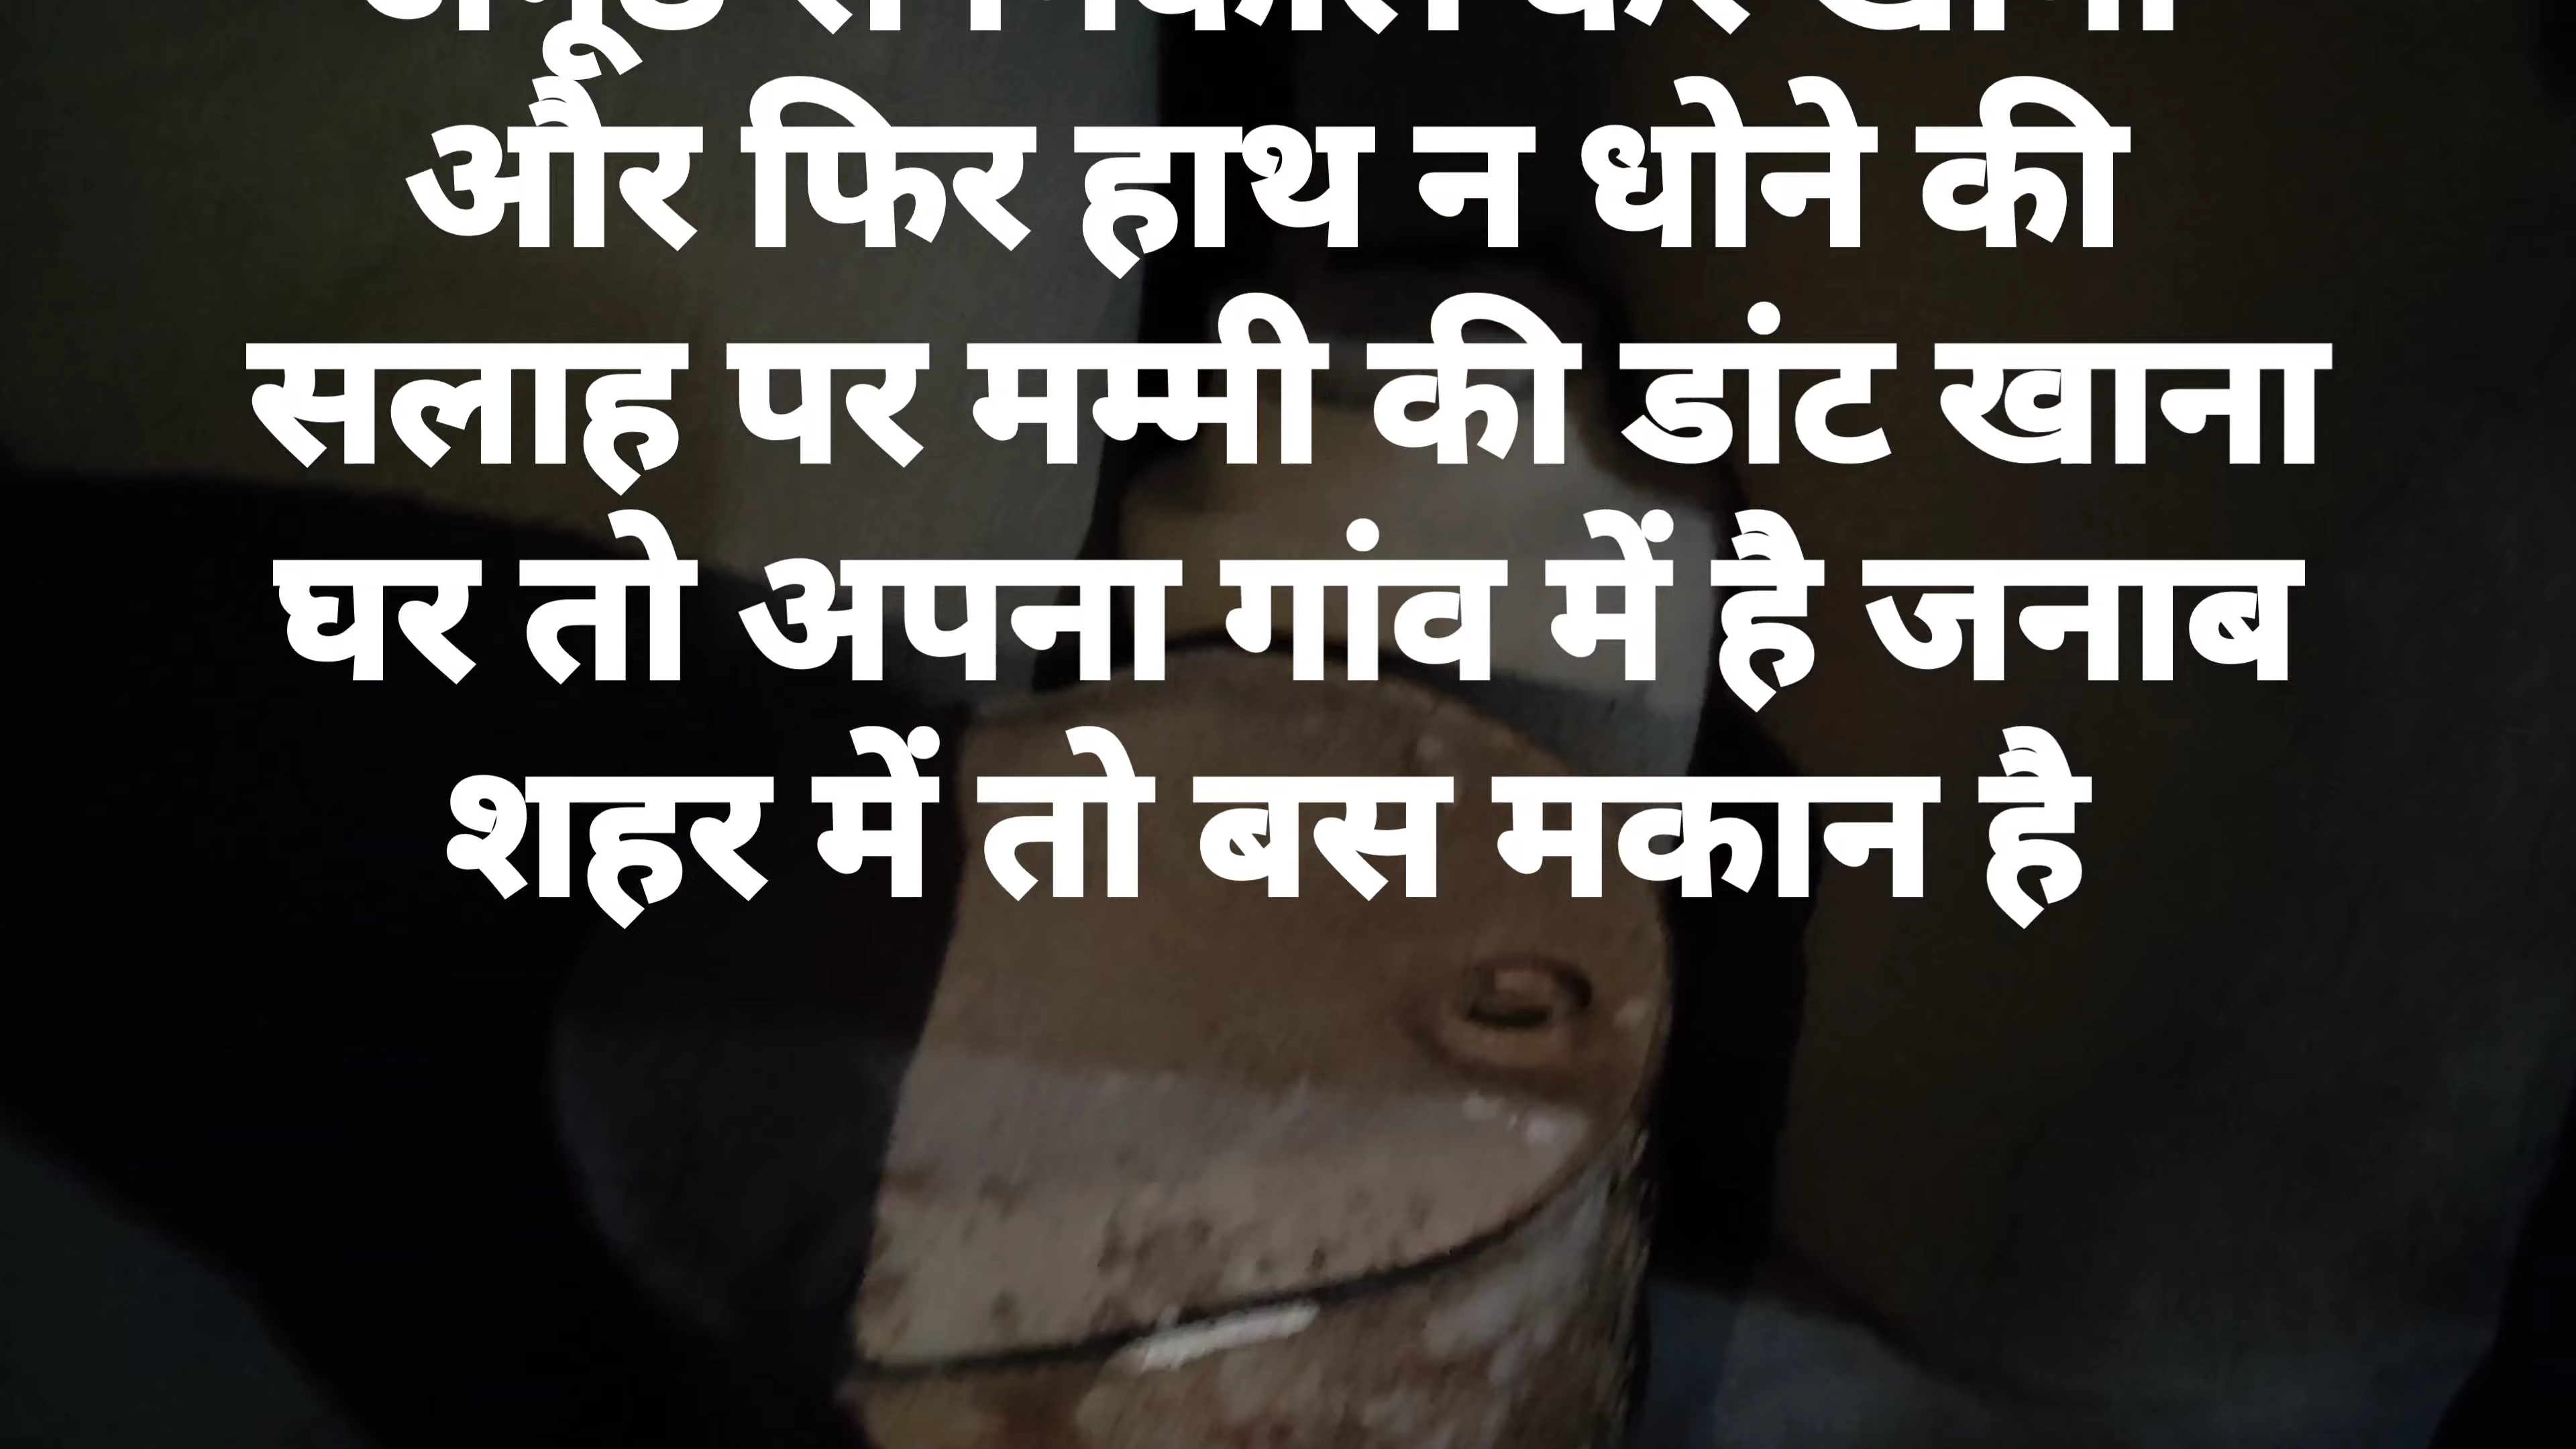 और फिर हाथ न धोने की
सलाह पर मम्मी की डांट खाना
घर तो अपना गांव में है जनाब
शहर में तो बस मकान है